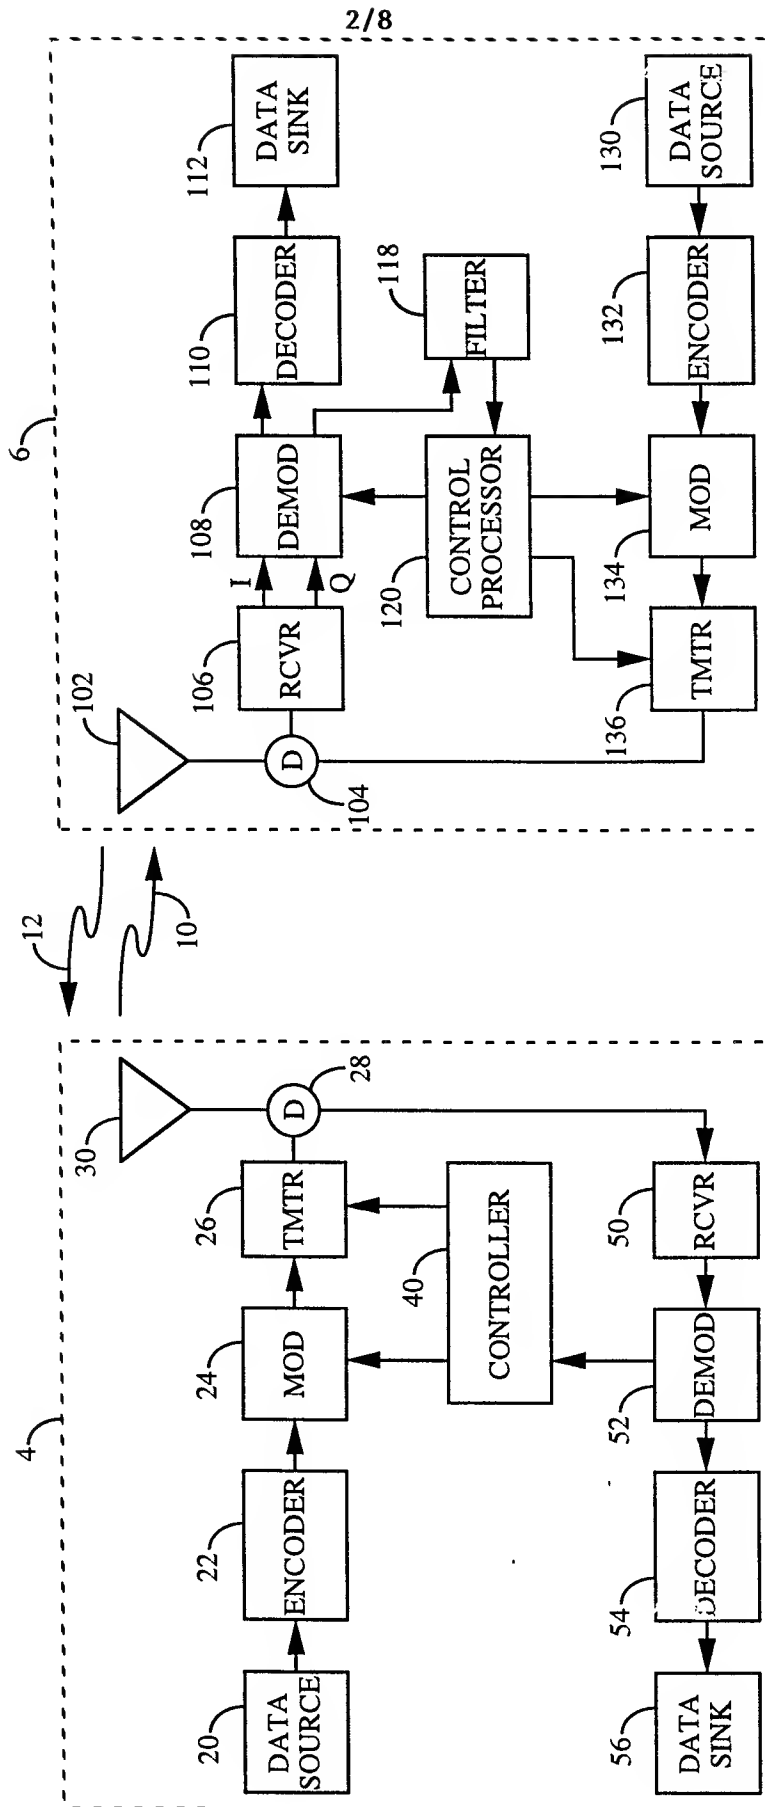 2/8
4
20
DATA
SOURCE
22
ENCODER
24
MOD
26
TMTR
30
D
28
40
CONTROLLER
56
DATA
SINK
54
DECODER
52
DEMOD
50
RCVR
12
10
6
102
D
104
106
RCVR
I
Q
108
DEMOD
110
DECODER
112
DATA
SINK
118
FILTER
120
CONTROL
PROCESSOR
136
TMTR
134
MOD
132
ENCODER
130
DATA
SOURCE